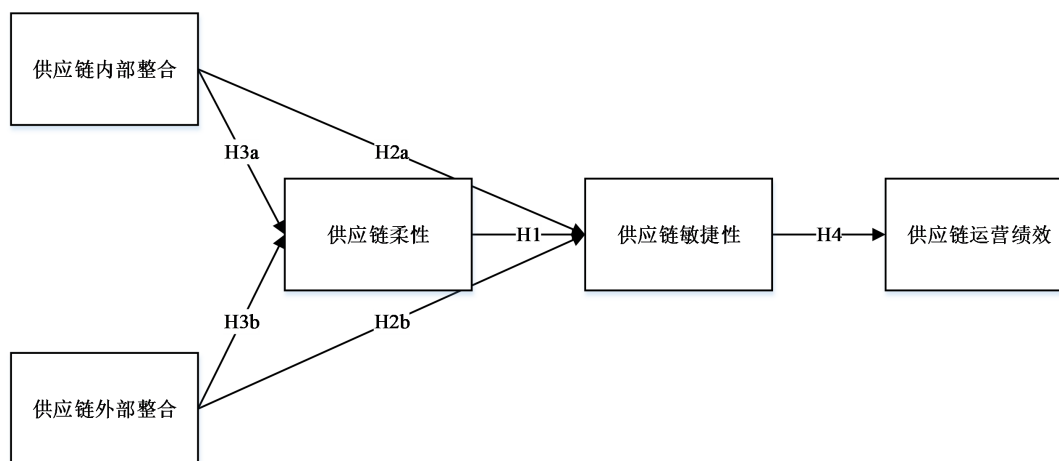 供应链内部整合
H3a
H2a
供应链柔性
H1
供应链敏捷性
H4
供应链运营绩效
H3b
H2b
供应链外部整合